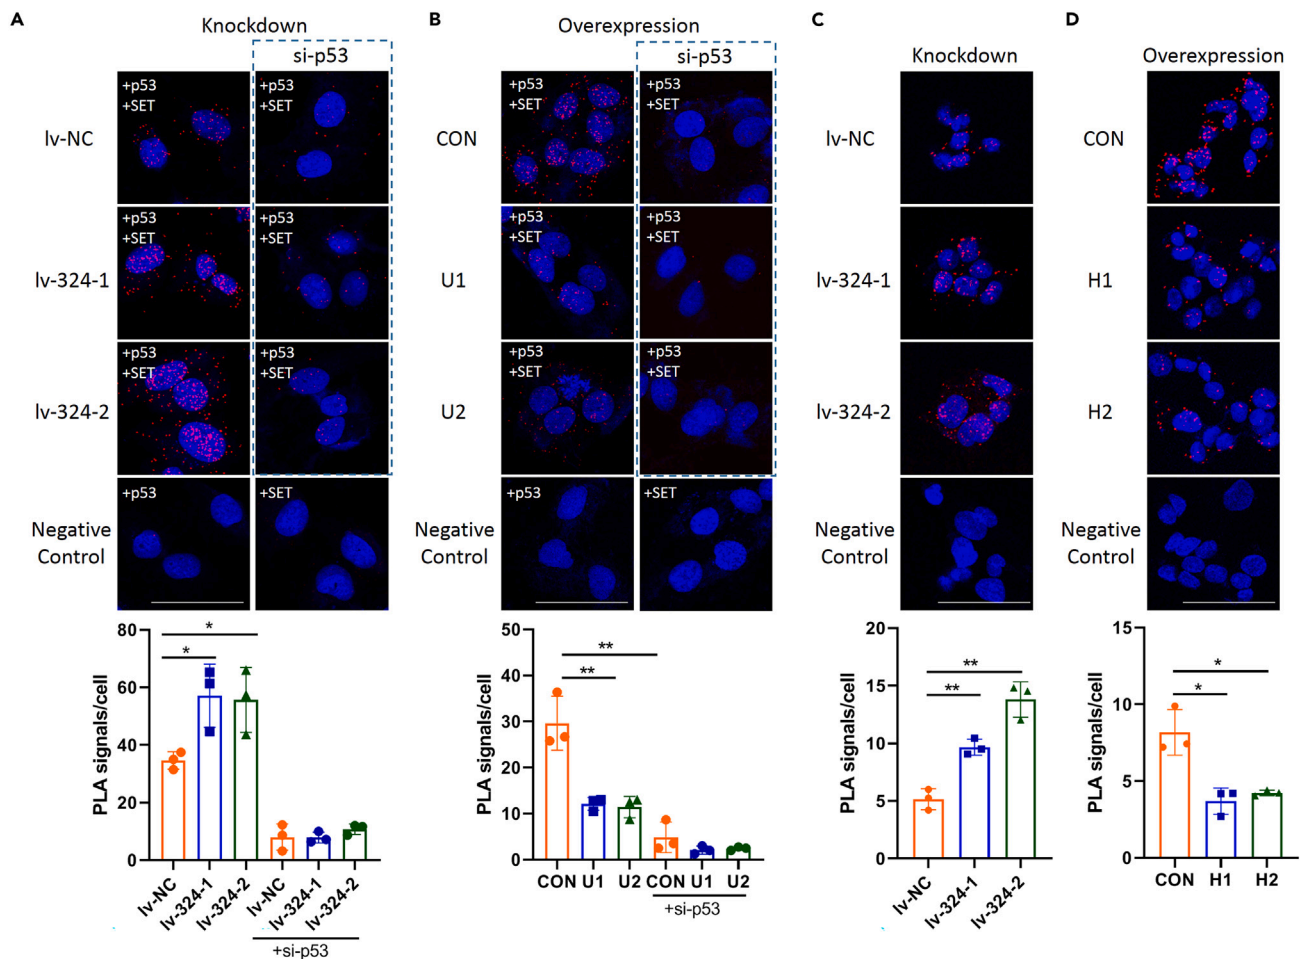 A
Knockdown
si-p53
+p53
+SET
+p53
+SET
lv-NC
+p53
+SET
+p53
+SET
lv-324-1
+p53
+SET
+p53
+SET
lv-324-2
+p53
+SET
Negative
Control
80
60
40
20
0
PLA signals/cell
*
*
lv-NC
lv-324-1
lv-324-2
lv-NC
lv-324-1
lv-324-2
+si-p53
B
Overexpression
si-p53
+p53
+SET
+p53
+SET
CON
+p53
+SET
+p53
+SET
U1
+p53
+SET
+p53
+SET
U2
+p53
+SET
Negative
Control
50
40
30
20
10
0
PLA signals/cell
**
**
CON U1 U2 CON U1 U2
+si-p53
C
Knockdown
lv-NC
lv-324-1
lv-324-2
Negative
Control
20
15
10
5
0
PLA signals/cell
**
**
lv-NC
lv-324-1
lv-324-2
D
Overexpression
CON
H1
H2
Negative
Control
15
10
5
0
PLA signals/cell
*
*
CON H1 H2